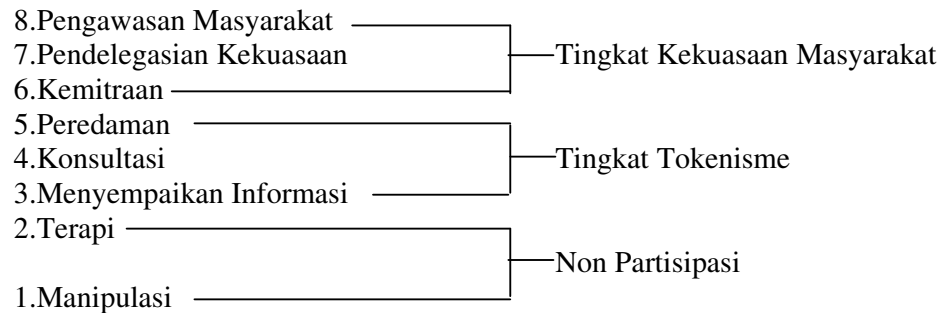 8.Pengawasan Masyarakat
7.Pendelegasian Kekuasaan Tingkat Kekuasaan Masyarakat
6.Kemitraan
5.Peredaman
4.Konsultasi Tingkat Tokenisme
3.Menyempaikan Informasi
2.Terapi
Non Partisipasi
1.Manipulasi